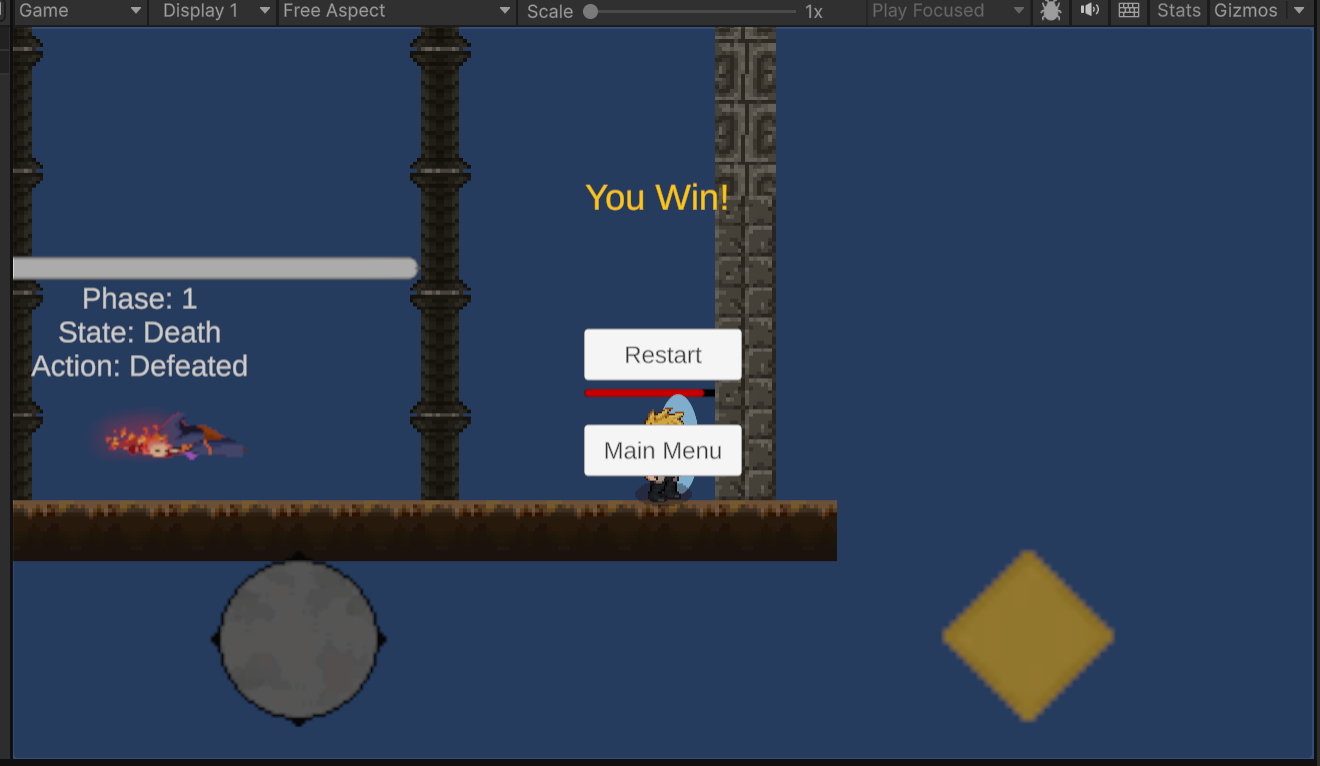 Game Display 1 Free Aspect Scale 1x Play Focused Stats Gizmos
You Win!
Phase: 1
State: Death
Action: Defeated
Restart
Main Menu